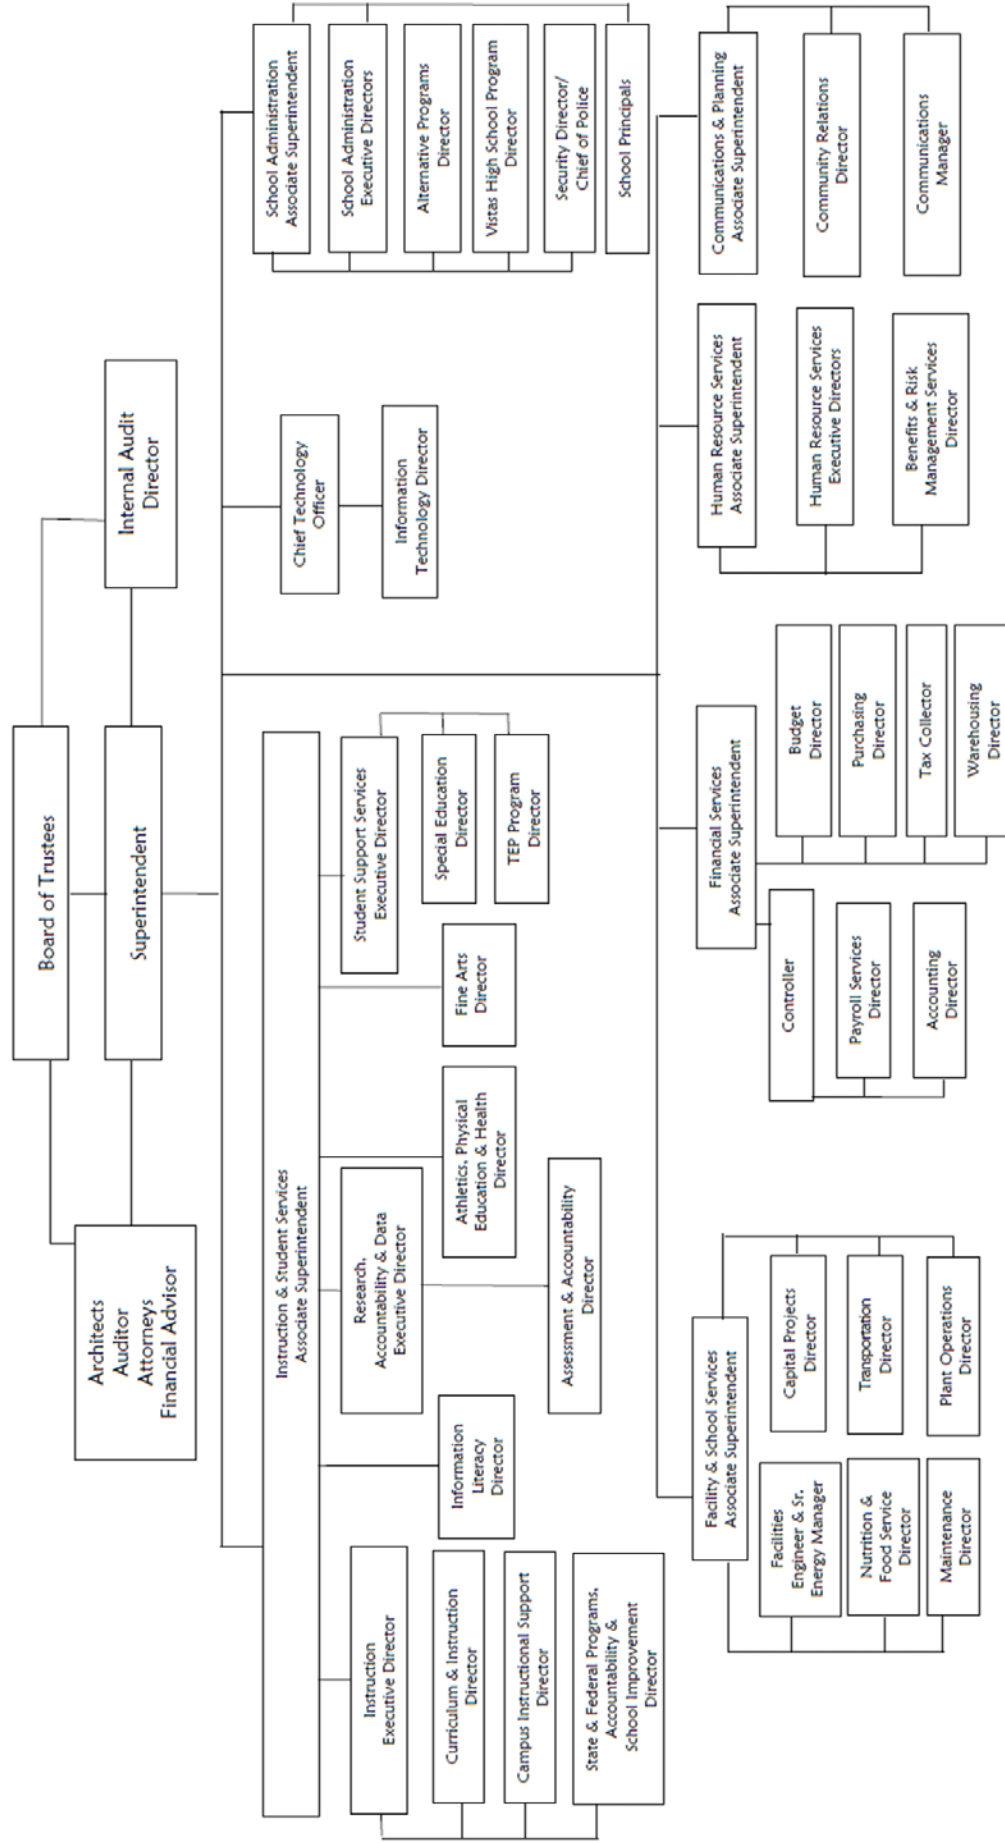 Board of Trustees
Architects
Auditor
Attorneys
Financial Advisor
Superintendent
Internal Audit
Director
Instruction & Student Services
Associate Superintendent
Instruction
Executive Director
Curriculum & Instruction
Director
Campus Instructional Support
Director
State & Federal Programs,
Accountability &
School Improvement
Director
Information
Literacy
Director
Research,
Accountability & Data
Executive Director
Assessment & Accountability
Director
Athletics, Physical
Education & Health
Director
Fine Arts
Director
Student Support Services
Executive Director
Special Education
Director
TEP Program
Director
Chief Technology
Officer
Information
Technology Director
School Administration
Associate Superintendent
School Administration
Executive Directors
Alternative Programs
Director
Vistas High School Program
Director
Security Director/
Chief of Police
School Principals
Facility & School Services
Associate Superintendent
Facilities
Engineer & Sr.
Energy Manager
Nutrition &
Food Service
Director
Maintenance
Director
Capital Projects
Director
Transportation
Director
Plant Operations
Director
Financial Services
Associate Superintendent
Controller
Payroll Services
Director
Accounting
Director
Budget
Director
Purchasing
Director
Tax Collector
Warehousing
Director
Human Resource Services
Associate Superintendent
Human Resource Services
Executive Directors
Benefits & Risk
Management Services
Director
Communications & Planning
Associate Superintendent
Community Relations
Director
Communications
Manager